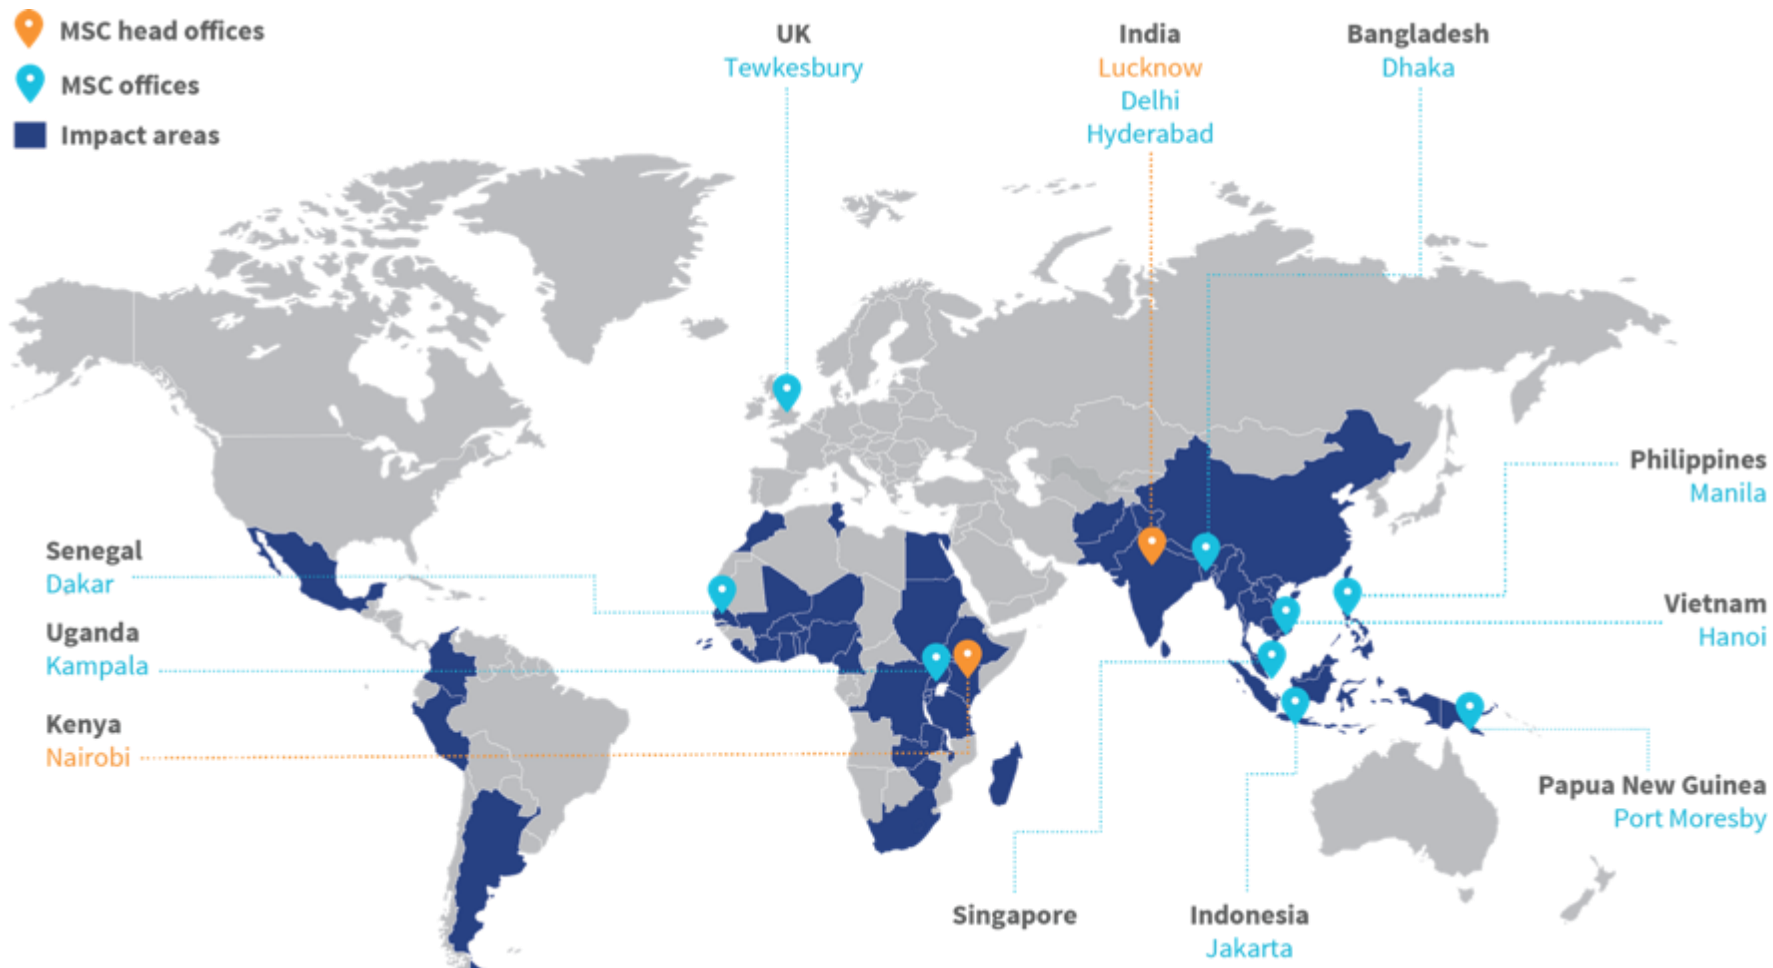 MSC head offices
MSC offices
Impact areas
UK
Tewkesbury
India
Lucknow
Delhi
Hyderabad
Bangladesh
Dhaka
Philippines
Manila
Vietnam
Hanoi
Papua New Guinea
Port Moresby
Senegal
Dakar
Uganda
Kampala
Kenya
Nairobi
Singapore
Indonesia
Jakarta